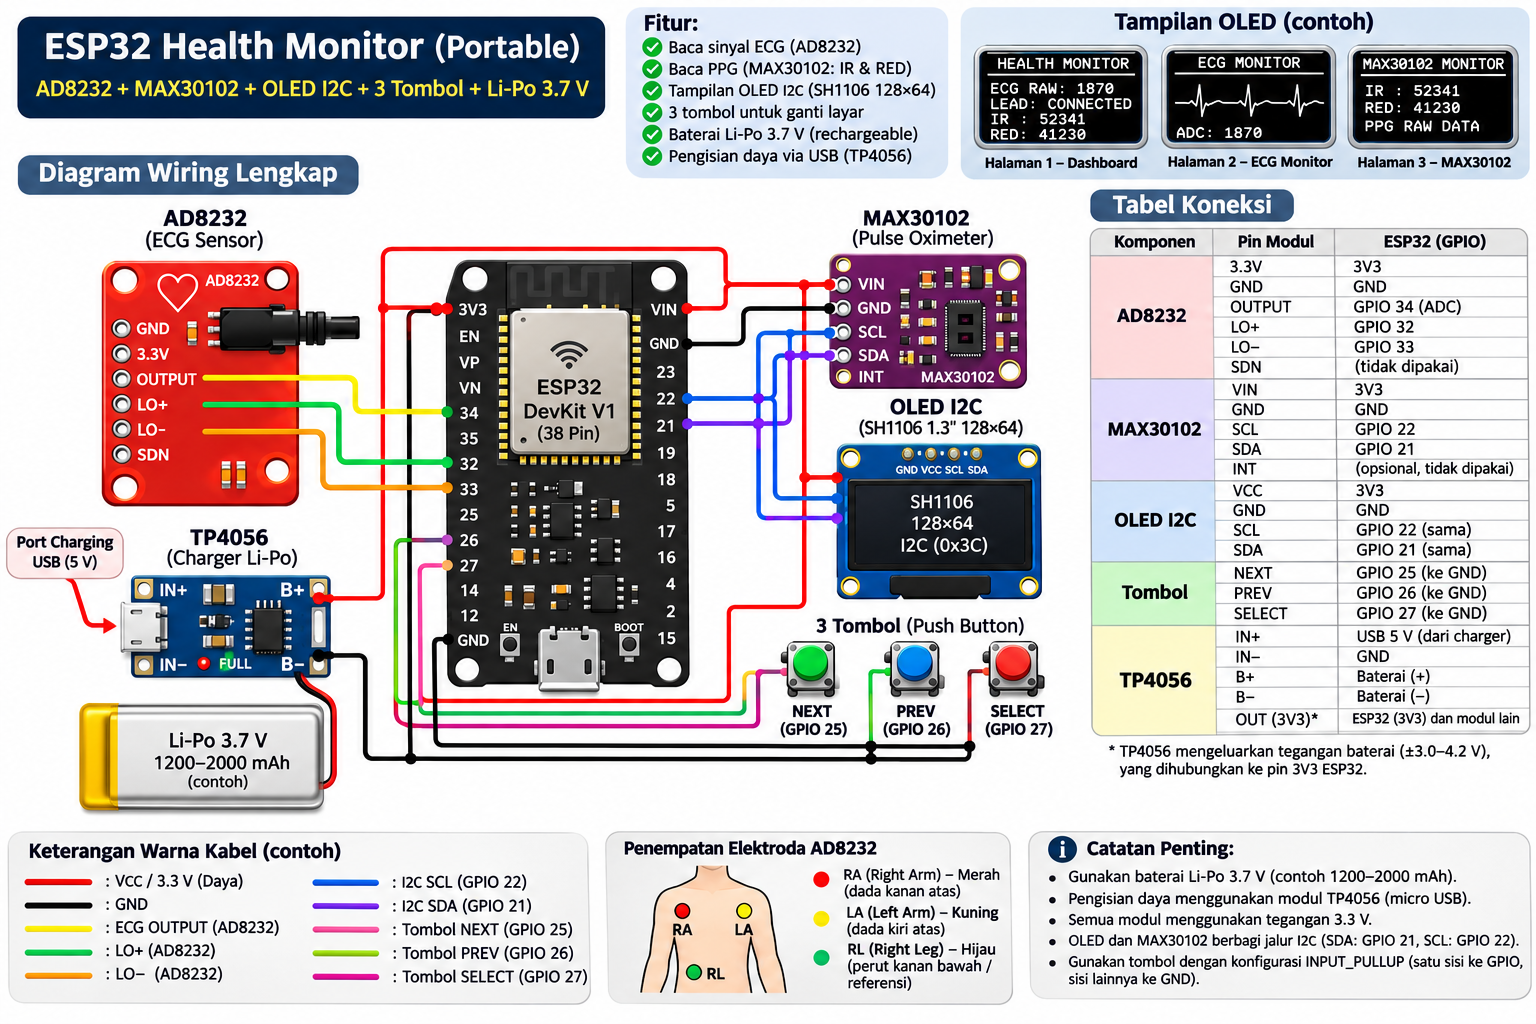 ESP32 Health Monitor (Portable)
AD8232 + MAX30102 + OLED I2C + 3 Tombol + Li-Po 3.7 V
Fitur:
Baca sinyal ECG (AD8232)
Baca PPG (MAX30102: IR & RED)
Tampilan OLED I2C (SH1106 128×64)
3 tombol untuk ganti layar
Baterai Li-Po 3.7 V (rechargeable)
Pengisian daya via USB (TP4056)
Tampilan OLED (contoh)
HEALTH MONITOR
ECG RAW: 1870
LEAD: CONNECTED
IR : 52341
RED: 41230
Halaman 1 – Dashboard
ECG MONITOR
ADC: 1870
Halaman 2 – ECG Monitor
MAX30102 MONITOR
IR : 52341
RED: 41230
PPG RAW DATA
Halaman 3 – MAX30102
Diagram Wiring Lengkap
AD8232
(ECG Sensor)
AD8232
GND
3.3V
OUTPUT
LO+
LO–
SDN
TP4056
(Charger Li-Po)
Port Charging
USB (5 V)
IN+
B+
IN–
FULL
B–
Li-Po 3.7 V
1200–2000 mAh
(contoh)
ESP32
DevKit V1
(38 Pin)
3V3
EN
VP
VN
34
35
32
33
25
26
27
14
12
GND
VIN
GND
23
22
21
19
18
5
17
16
4
2
15
EN
BOOT
MAX30102
(Pulse Oximeter)
VIN
GND
SCL
SDA
INT
MAX30102
OLED I2C
(SH1106 1.3" 128×64)
GND VCC SCL SDA
SH1106
128×64
I2C (0x3C)
3 Tombol (Push Button)
NEXT
(GPIO 25)
PREV
(GPIO 26)
SELECT
(GPIO 27)
Tabel Koneksi
Komponen Pin Modul ESP32 (GPIO)
AD8232
3.3V 3V3
GND GND
OUTPUT GPIO 34 (ADC)
LO+ GPIO 32
LO– GPIO 33
SDN (tidak dipakai)
MAX30102
VIN 3V3
GND GND
SCL GPIO 22
SDA GPIO 21
INT (opsional, tidak dipakai)
OLED I2C
VCC 3V3
GND GND
SCL GPIO 22 (sama)
SDA GPIO 21 (sama)
Tombol
NEXT GPIO 25 (ke GND)
PREV GPIO 26 (ke GND)
SELECT GPIO 27 (ke GND)
TP4056
IN+ USB 5 V (dari charger)
IN– GND
B+ Baterai (+)
B– Baterai (–)
OUT (3V3)* ESP32 (3V3) dan modul lain
* TP4056 mengeluarkan tegangan baterai (±3.0–4.2 V),
yang dihubungkan ke pin 3V3 ESP32.
Keterangan Warna Kabel (contoh)
: VCC / 3.3 V (Daya)
: GND
: ECG OUTPUT (AD8232)
: LO+ (AD8232)
: LO– (AD8232)
: I2C SCL (GPIO 22)
: I2C SDA (GPIO 21)
: Tombol NEXT (GPIO 25)
: Tombol PREV (GPIO 26)
: Tombol SELECT (GPIO 27)
Penempatan Elektroda AD8232
RA
LA
RL
RA (Right Arm) – Merah
(dada kanan atas)
LA (Left Arm) – Kuning
(dada kiri atas)
RL (Right Leg) – Hijau
(perut kanan bawah /
referensi)
i Catatan Penting:
• Gunakan baterai Li-Po 3.7 V (contoh 1200–2000 mAh).
• Pengisian daya menggunakan modul TP4056 (micro USB).
• Semua modul menggunakan tegangan 3.3 V.
• OLED dan MAX30102 berbagi jalur I2C (SDA: GPIO 21, SCL: GPIO 22).
• Gunakan tombol dengan konfigurasi INPUT_PULLUP (satu sisi ke GPIO,
sisi lainnya ke GND).